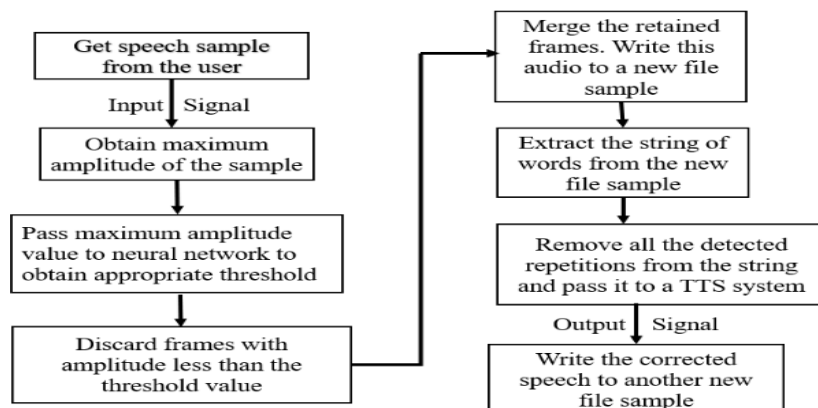 Get speech sample
from the user
Input Signal
Obtain maximum
amplitude of the sample
Pass maximum amplitude
value to neural network to
obtain appropriate threshold
Discard frames with
amplitude less than the
threshold value
Merge the retained
frames. Write this
audio to a new file
sample
Extract the string of
words from the new
file sample
Remove all the detected
repetitions from the string
and pass it to a TTS system
Output Signal
Write the corrected
speech to another new
file sample